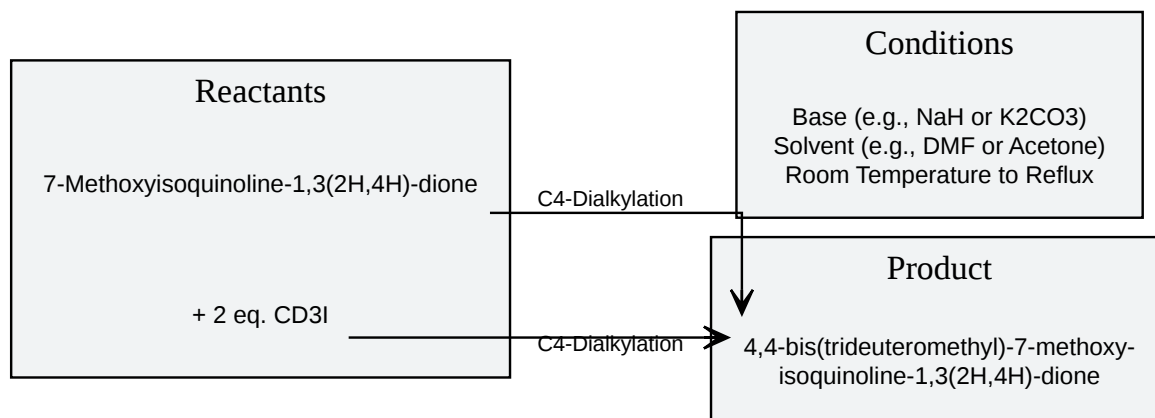 Reactants
7-Methoxyisoquinoline-1,3(2H,4H)-dione
+ 2 eq. CD3I
C4-Dialkylation
C4-Dialkylation
Conditions
Base (e.g., NaH or K2CO3)
Solvent (e.g., DMF or Acetone)
Room Temperature to Reflux
Product
4,4-bis(trideuteromethyl)-7-methoxy-
isoquinoline-1,3(2H,4H)-dione